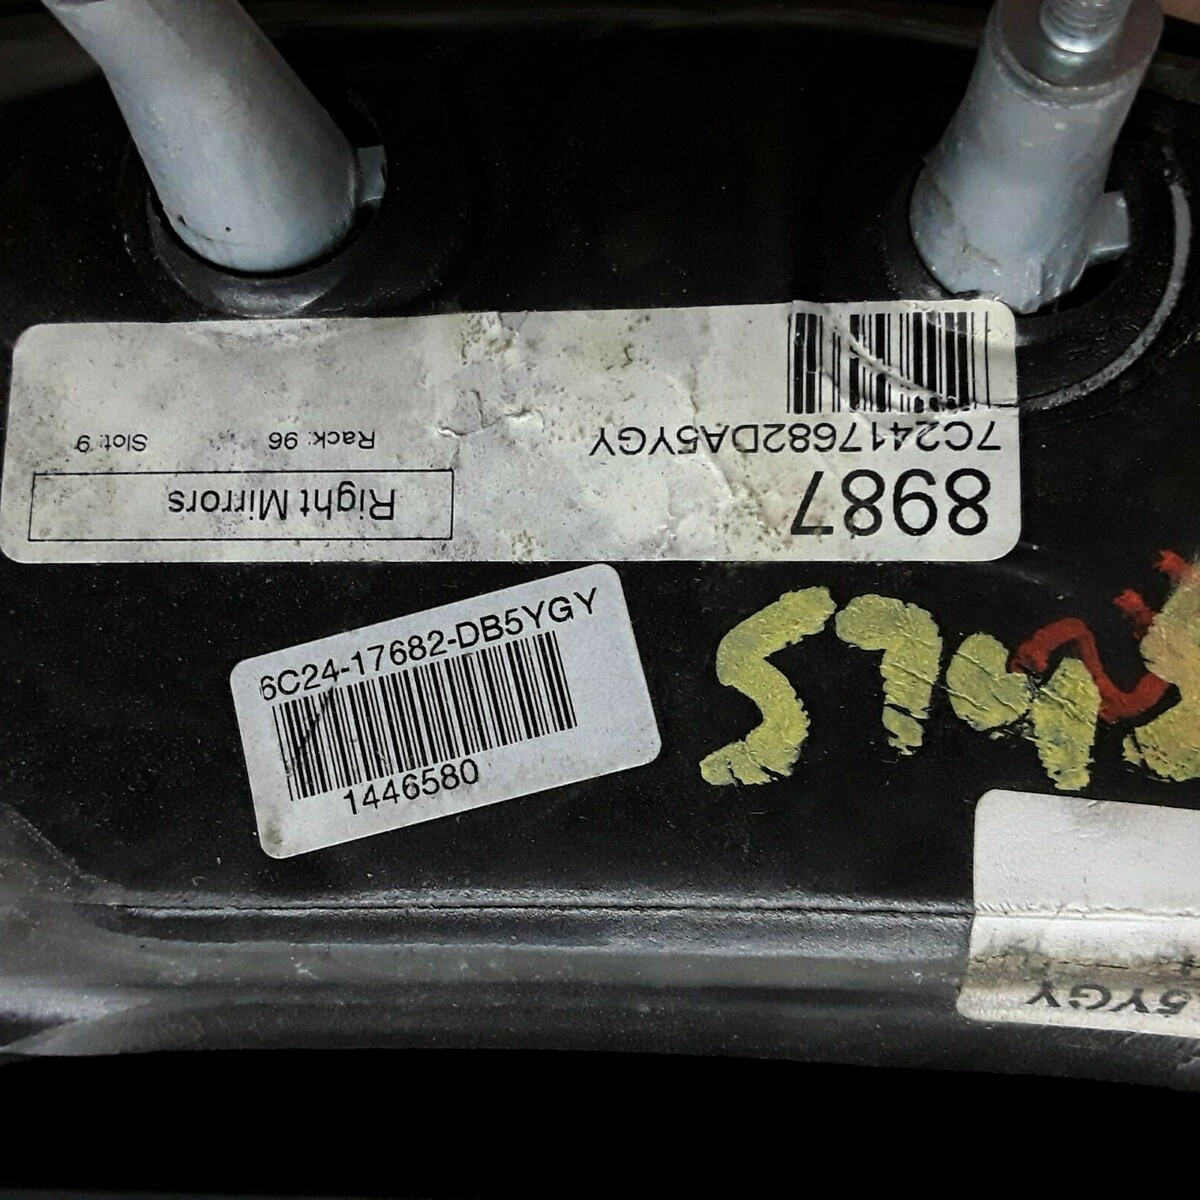 8987
7C2417682DA5YGY
Right Mirrors
Rack: 96
Slot: 9
6C24-17682-DB5YGY
1446580
5YGY